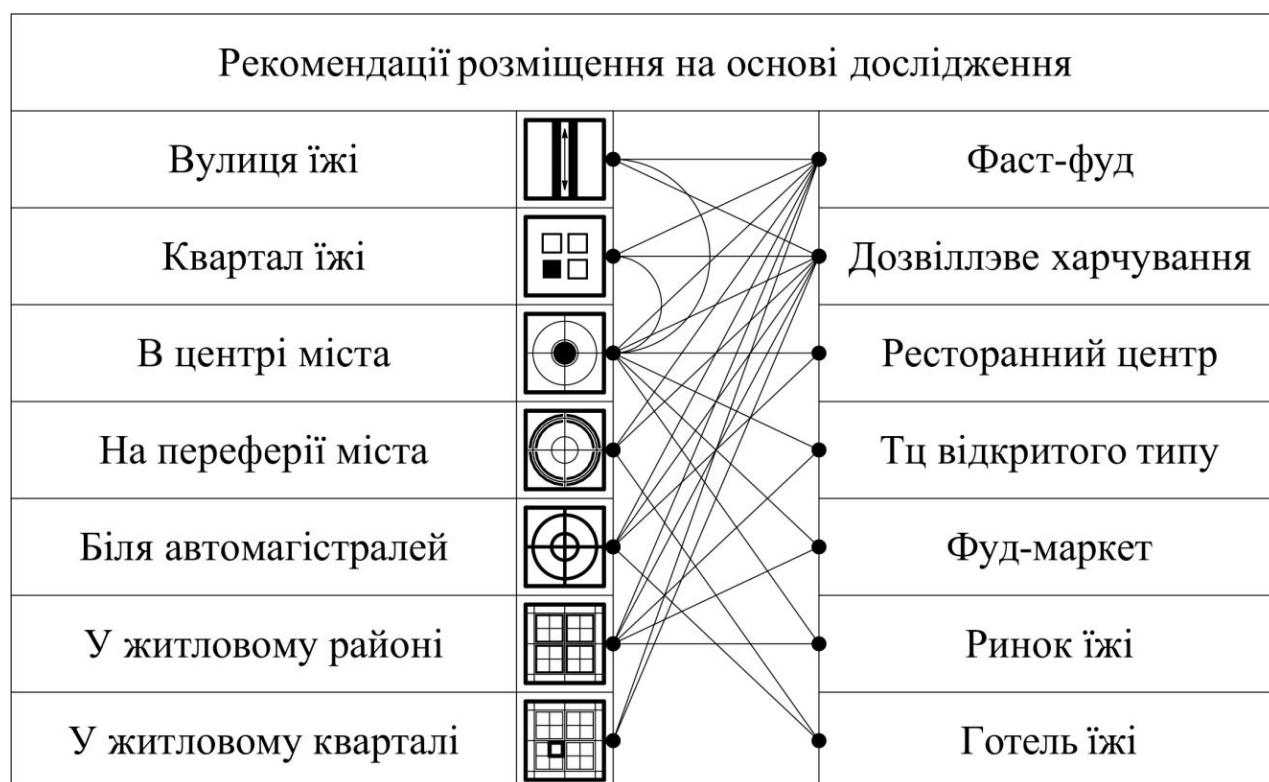 Рекомендації розміщення на основі дослідження
Вулиця їжі
Фаст-фуд
Квартал їжі
Дозвіллэве харчування
В центрі міста
Ресторанний центр
На переферії міста
Тц відкритого типу
Біля автомагістралей
Фуд-маркет
У житловому районі
Ринок їжі
У житловому кварталі
Готель їжі